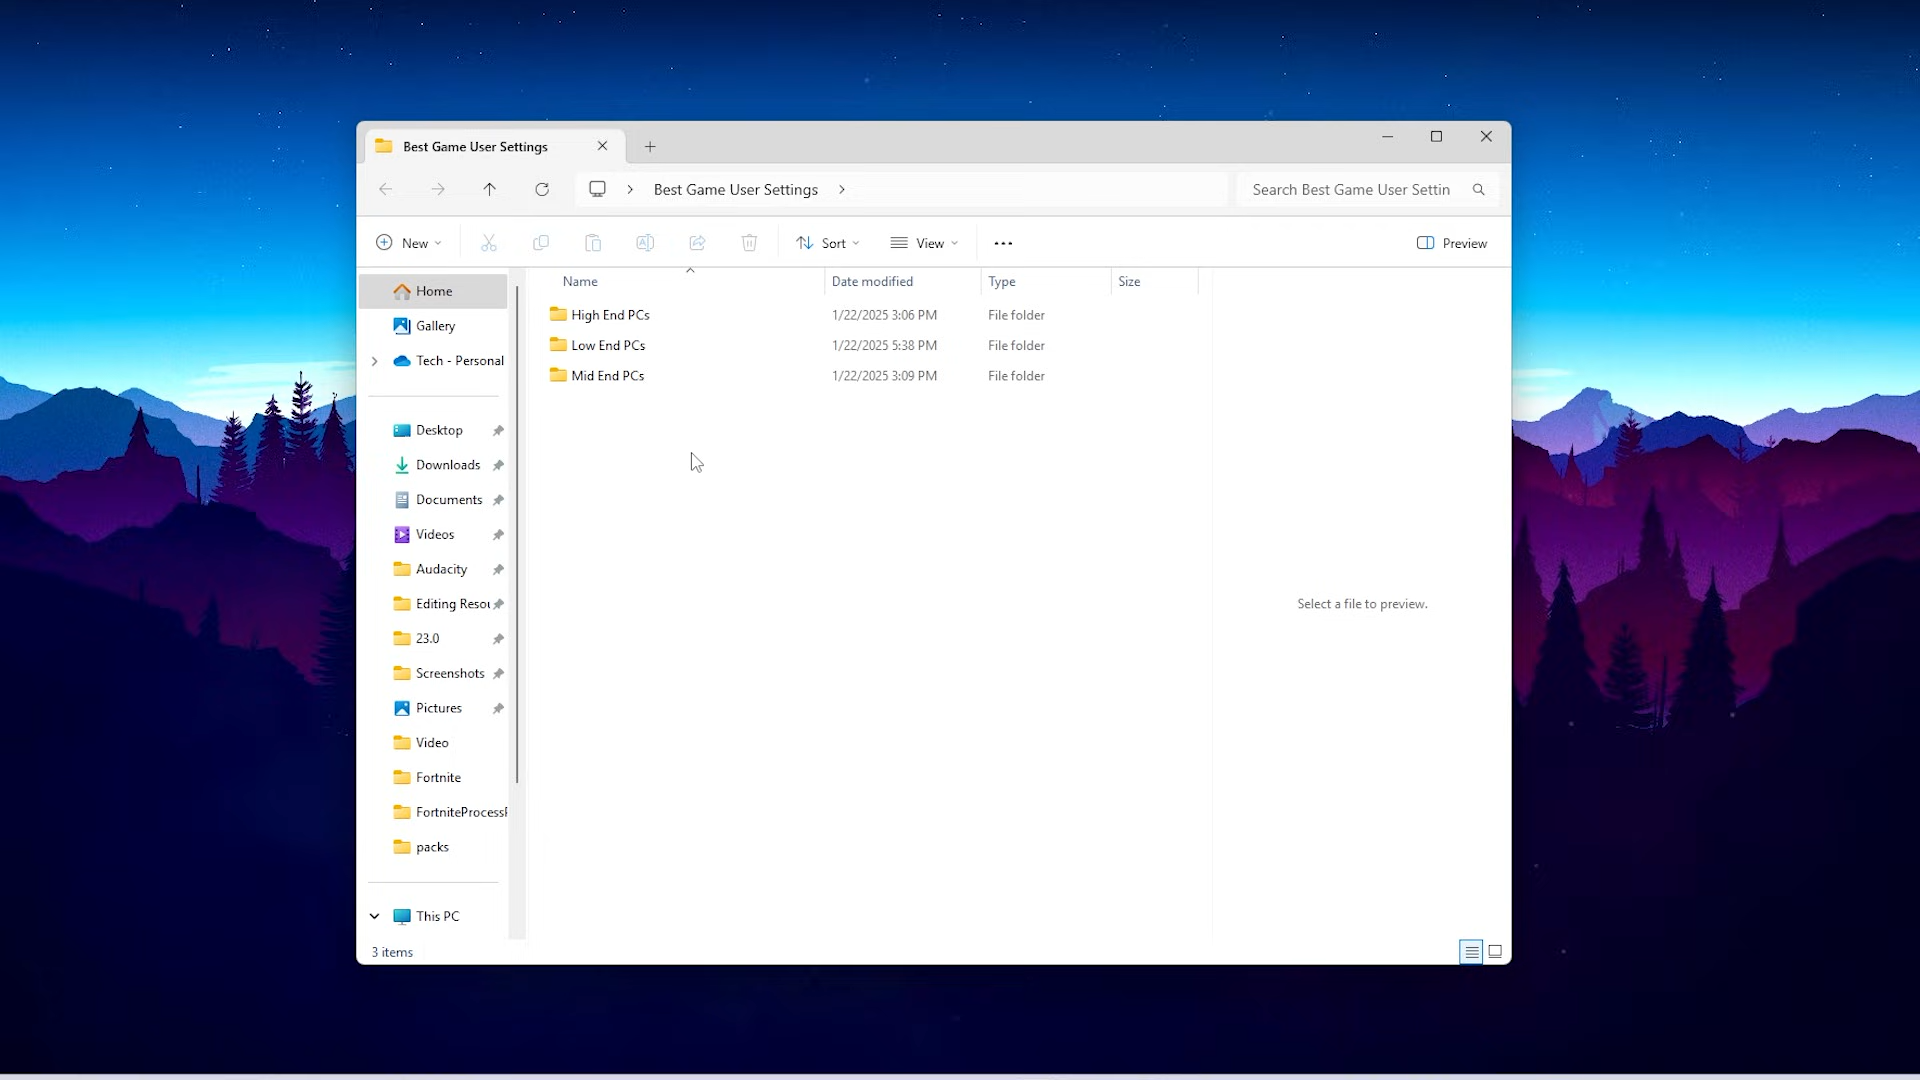 Best Game User Settings
Best Game User Settings
Search Best Game User Settin
New
Sort
View
Preview
Home
Gallery
Tech - Personal
Desktop
Downloads
Documents
Videos
Audacity
Editing Resou
23.0
Screenshots
Pictures
Video
Fortnite
FortniteProcess
packs
This PC
Name Date modified Type Size
High End PCs 1/22/2025 3:06 PM File folder
Low End PCs 1/22/2025 5:38 PM File folder
Mid End PCs 1/22/2025 3:09 PM File folder
Select a file to preview.
3 items